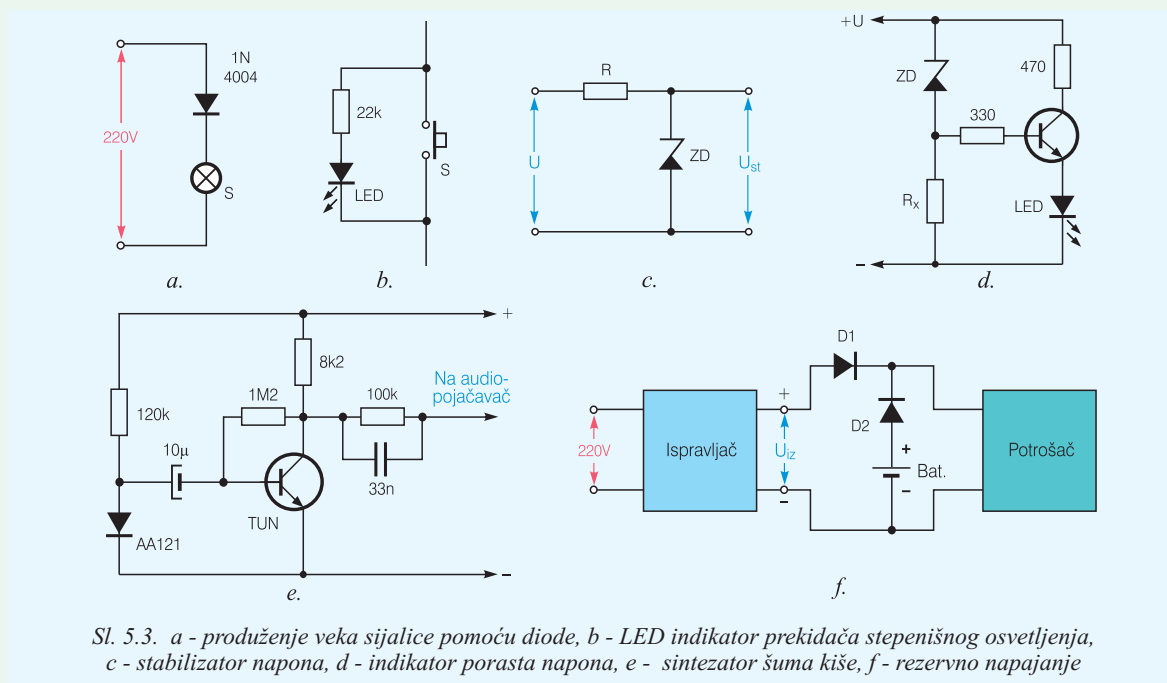 1N
4004
220V
S
a.
22k
LED
S
b.
R
U
ZD
Ust
c.
+U
ZD
470
330
Rx
LED
–
d.
+
8k2
1M2
100k
Na audio-
pojačavač
120k
10μ
33n
TUN
AA121
–
e.
D1
+
D2
220V
Ispravljač
Uiz
+
Bat.
–
–
Potrošač
f.
Sl. 5.3. a - produženje veka sijalice pomoću diode, b - LED indikator prekidača stepenišnog osvetljenja,
c - stabilizator napona, d - indikator porasta napona, e - sintezator šuma kiše, f - rezervno napajanje